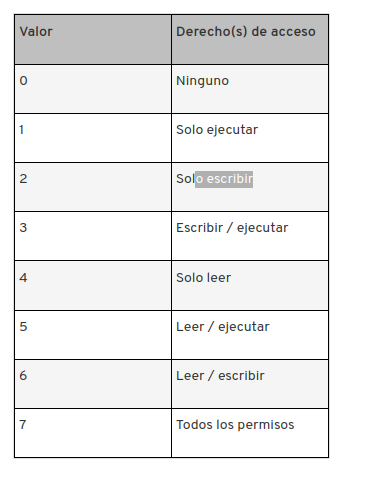 Valor Derecho(s) de acceso
0 Ninguno
1 Solo ejecutar
2 Solo escribir
3 Escribir / ejecutar
4 Solo leer
5 Leer / ejecutar
6 Leer / escribir
7 Todos los permisos